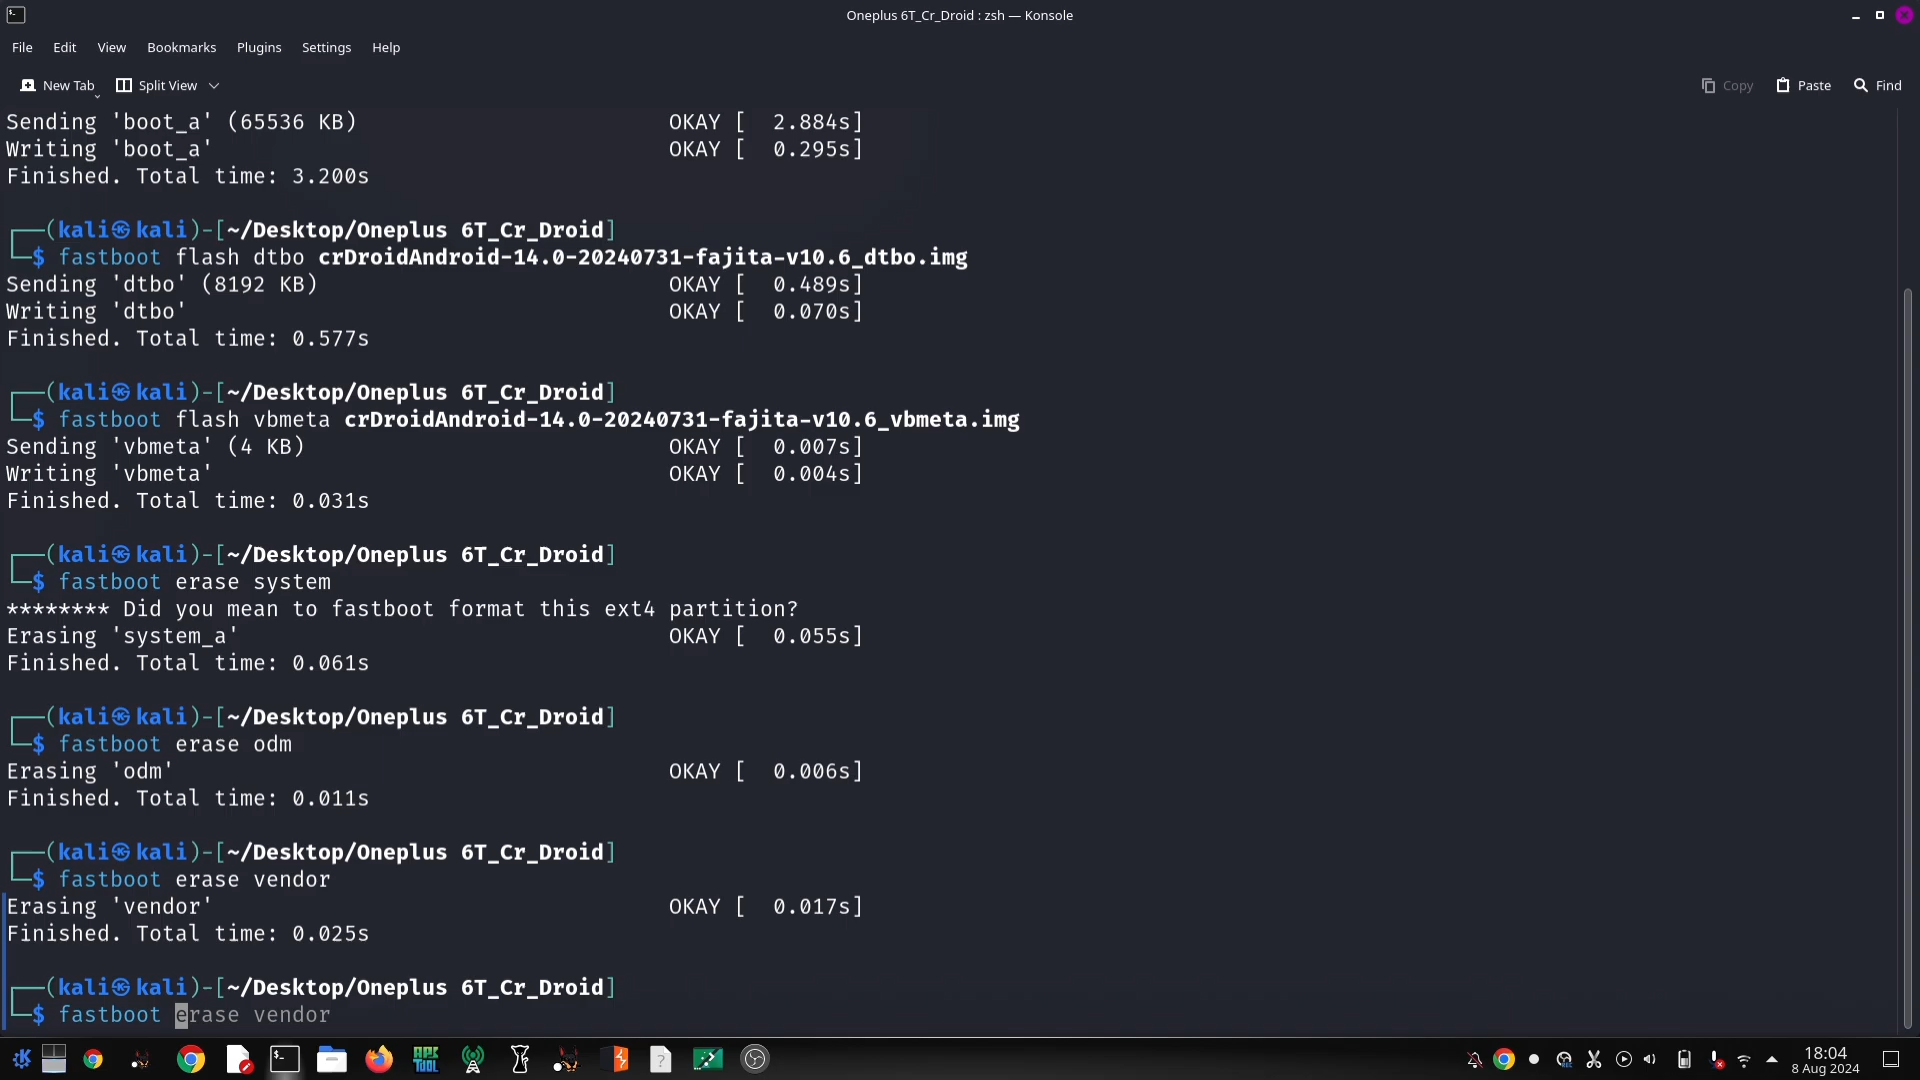 Oneplus 6T_Cr_Droid : zsh — Konsole
File Edit View Bookmarks Plugins Settings Help
New Tab Split View Copy Paste Find
Sending 'boot_a' (65536 KB) OKAY [ 2.884s]
Writing 'boot_a' OKAY [ 0.295s]
Finished. Total time: 3.200s
┌──(kali㉿kali)-[~/Desktop/Oneplus 6T_Cr_Droid]
└─$ fastboot flash dtbo crDroidAndroid-14.0-20240731-fajita-v10.6_dtbo.img
Sending 'dtbo' (8192 KB) OKAY [ 0.489s]
Writing 'dtbo' OKAY [ 0.070s]
Finished. Total time: 0.577s
┌──(kali㉿kali)-[~/Desktop/Oneplus 6T_Cr_Droid]
└─$ fastboot flash vbmeta crDroidAndroid-14.0-20240731-fajita-v10.6_vbmeta.img
Sending 'vbmeta' (4 KB) OKAY [ 0.007s]
Writing 'vbmeta' OKAY [ 0.004s]
Finished. Total time: 0.031s
┌──(kali㉿kali)-[~/Desktop/Oneplus 6T_Cr_Droid]
└─$ fastboot erase system
******** Did you mean to fastboot format this ext4 partition?
Erasing 'system_a' OKAY [ 0.055s]
Finished. Total time: 0.061s
┌──(kali㉿kali)-[~/Desktop/Oneplus 6T_Cr_Droid]
└─$ fastboot erase odm
Erasing 'odm' OKAY [ 0.006s]
Finished. Total time: 0.011s
┌──(kali㉿kali)-[~/Desktop/Oneplus 6T_Cr_Droid]
└─$ fastboot erase vendor
Erasing 'vendor' OKAY [ 0.017s]
Finished. Total time: 0.025s
┌──(kali㉿kali)-[~/Desktop/Oneplus 6T_Cr_Droid]
└─$ fastboot erase vendor
APK TOOL
18:04
8 Aug 2024